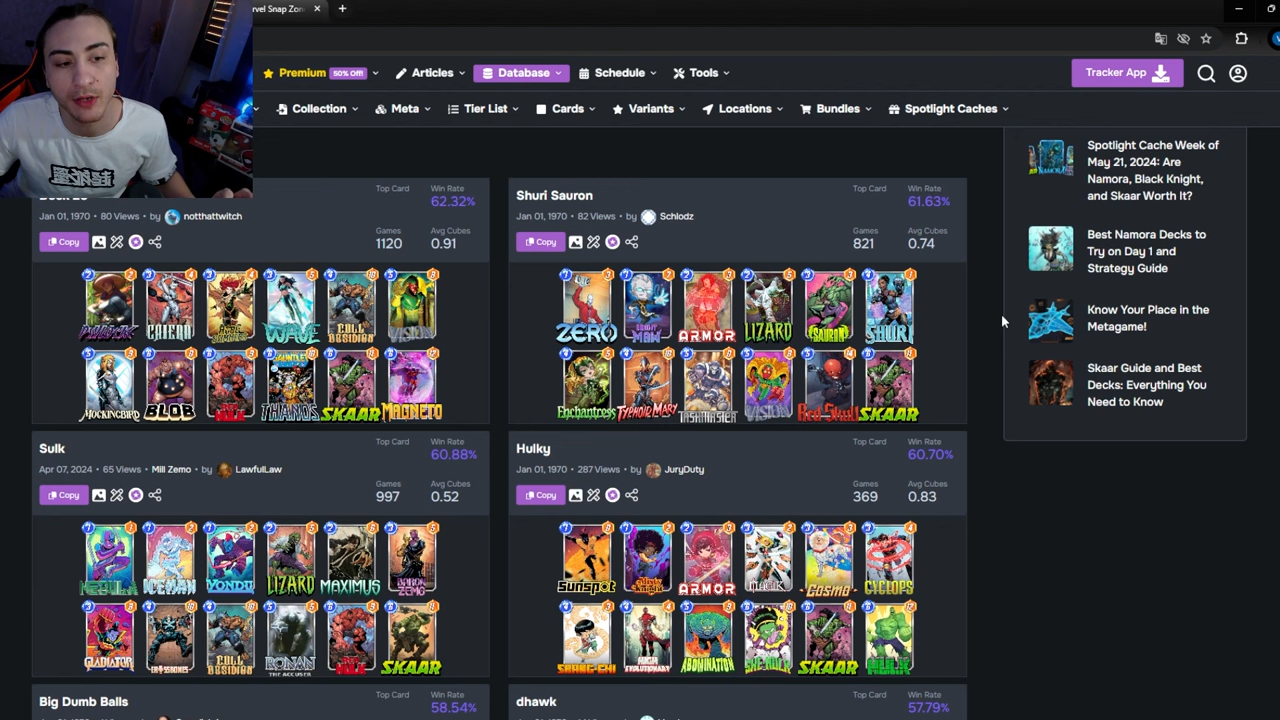 rvel Snap Zon
Premium 50% Off! Articles Database Schedule Tools
Tracker App
Collection Meta Tier List Cards Variants Locations Bundles Spotlight Caches
Top Card Win Rate
62.32%
Jan 01, 1970 • 80 Views • by notthattwitch
Copy
Games Avg Cubes
1120 0.91
WAVE CULL OBSIDIAN VISION
MOCKINGBIRD BLOB THANOS SKAAR MAGNETO
Shuri Sauron
Top Card Win Rate
61.63%
Jan 01, 1970 • 82 Views • by Schlodz
Copy
Games Avg Cubes
821 0.74
ZERO ARMOR LIZARD SAURON SHURI
Enchantress TYPHOID MARY TASKMASTER VISION Red Skull SKAAR
Sulk
Top Card Win Rate
60.88%
Apr 07, 2024 • 65 Views • Mill Zemo • by LawfulLaw
Copy
Games Avg Cubes
997 0.52
NEBULA ICEMAN YONDU LIZARD MAXIMUS BARON ZEMO
GLADIATOR CROSSBONES CULL OBSIDIAN RONAN THE ACCUSER SKAAR
Hulky
Top Card Win Rate
60.70%
Jan 01, 1970 • 287 Views • by JuryDuty
Copy
Games Avg Cubes
369 0.83
Sunspot ARMOR MAGIK COSMO CYCLOPS
SHANG-CHI HIGH EVOLUTIONARY ABOMINATION SHE-HULK SKAAR HULK
Big Dumb Balls
Top Card Win Rate
58.54%
dhawk
Top Card Win Rate
57.79%
Spotlight Cache Week of
May 21, 2024: Are
Namora, Black Knight,
and Skaar Worth It?
Best Namora Decks to
Try on Day 1 and
Strategy Guide
Know Your Place in the
Metagame!
Skaar Guide and Best
Decks: Everything You
Need to Know